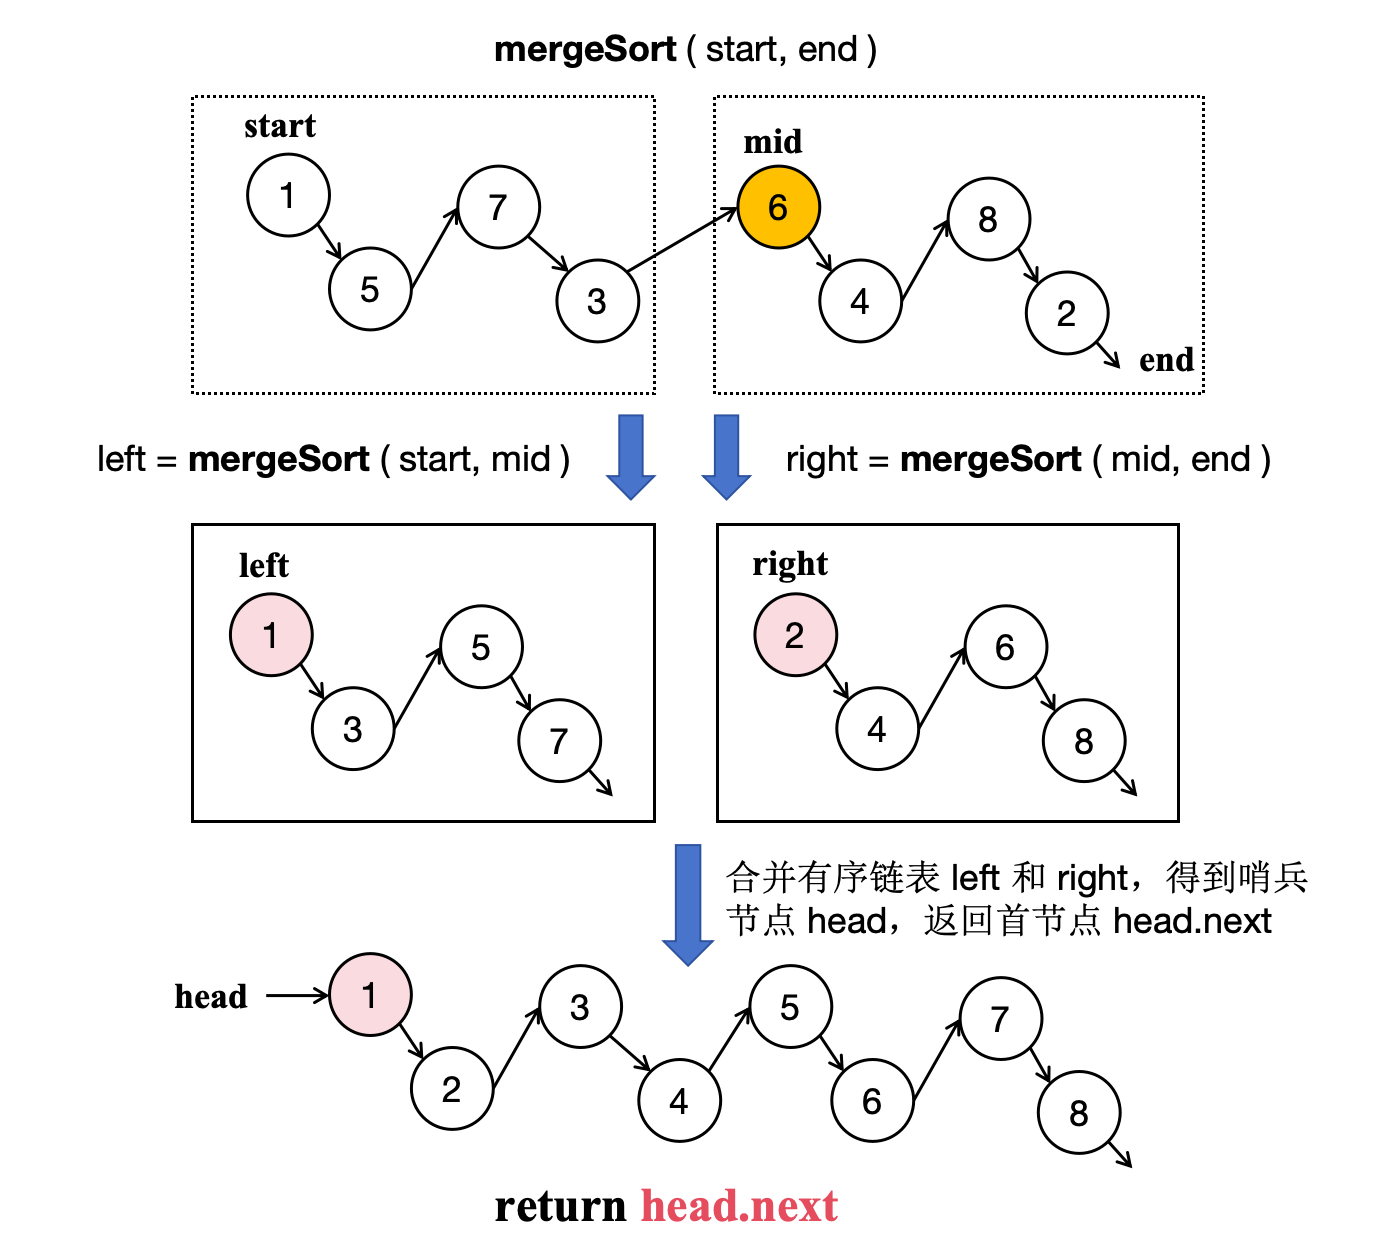 mergeSort ( start, end )
start
mid
1
7
6
8
5
3
4
2
end
left = mergeSort ( start, mid )
right = mergeSort ( mid, end )
left
right
1
5
2
6
3
7
4
8
合并有序链表 left 和 right，得到哨兵
节点 head，返回首节点 head.next
head
1
3
5
7
2
4
6
8
return head.next